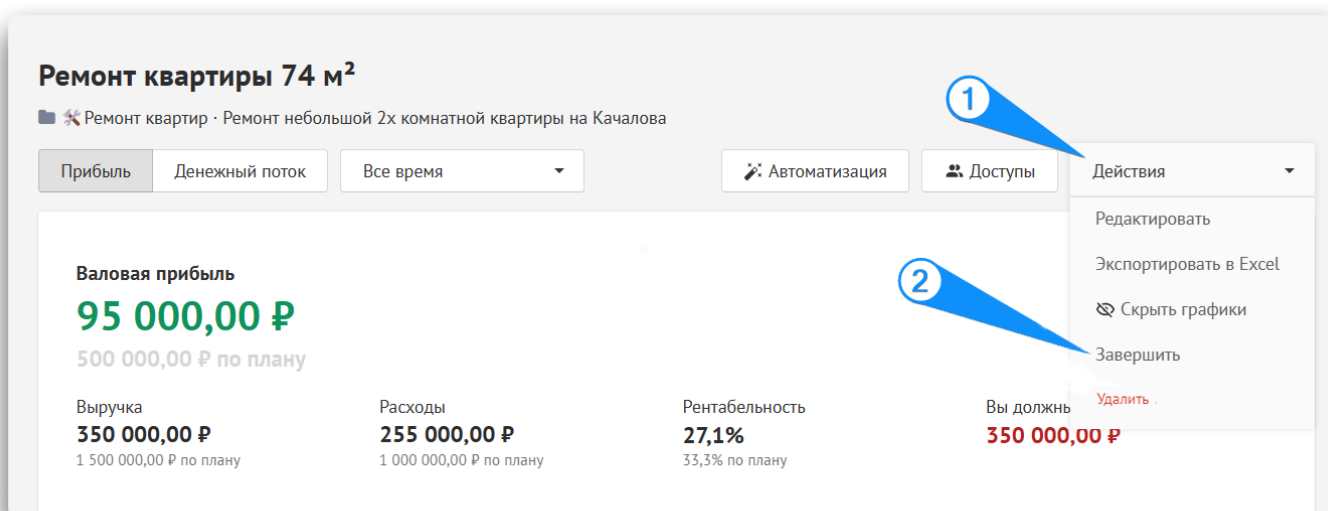 Ремонт квартиры 74 м²
🛠 Ремонт квартир · Ремонт небольшой 2х комнатной квартиры на Качалова
1
Прибыль Денежный поток Все время Автоматизация Доступы Действия
Редактировать
Экспортировать в Excel
Скрыть графики
Завершить
Удалить
2
Валовая прибыль
95 000,00 ₽
500 000,00 ₽ по плану
Выручка Расходы Рентабельность Вы
350 000,00 ₽ 255 000,00 ₽ 27,1% 350 000,00 ₽
1 500 000,00 ₽ по плану 1 000 000,00 ₽ по плану 33,3% по плану